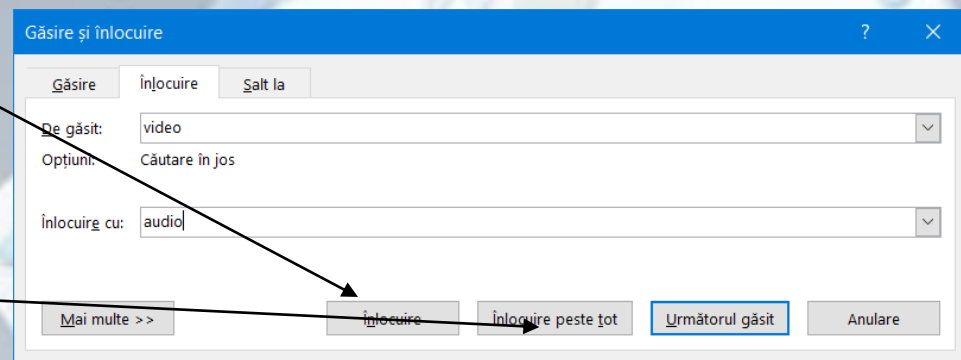 Găsire și înlocuire ?
Găsire Înlocuire Salt la
De găsit: video
Opțiuni: Căutare în jos
Înlocuire cu: audio
Mai multe >> Înlocuire Înlocuire peste tot Următorul găsit Anulare